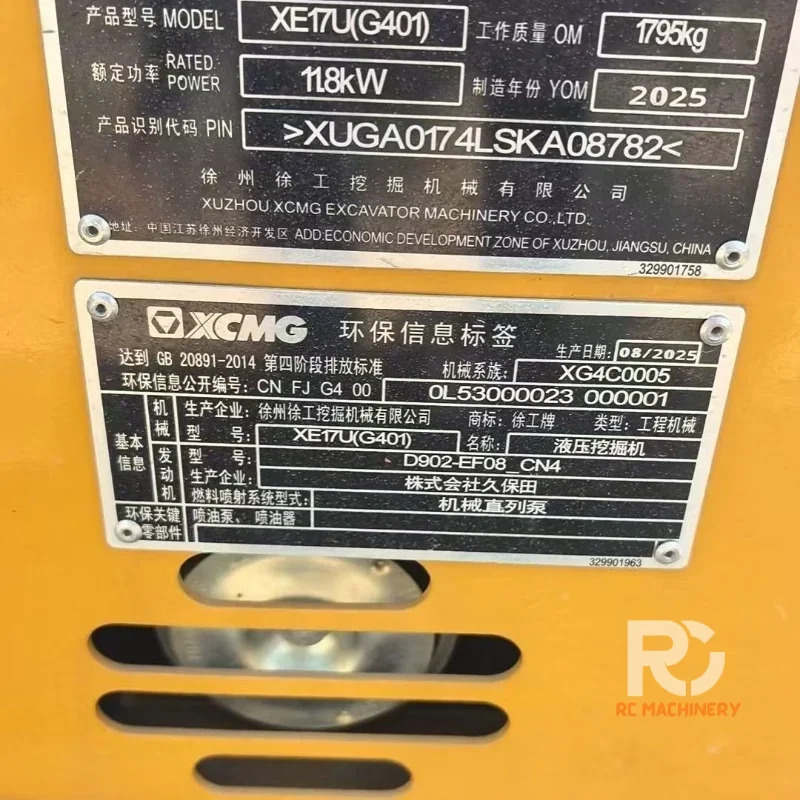 产品型号 MODEL XE17U(G401) 工作质量 OM 1795kg
额定功率 RATED POWER 11.8kW 制造年份 YOM 2025
产品识别代码 PIN >XUGA0174LSKA08782<
徐州徐工挖掘机械有限公司
XUZHOU XCMG EXCAVATOR MACHINERY CO.,LTD.
地址: 中国江苏徐州经济开发区 ADD:ECONOMIC DEVELOPMENT ZONE OF XUZHOU, JIANGSU, CHINA
329901758
XCMG 环保信息标签
生产日期: 08/2025
达到 GB 20891-2014 第四阶段排放标准 机械系族: XG4C0005
环保信息公开编号: CN FJ G4 00 0L53000023 000001
基本信息 机械 生产企业: 徐州徐工挖掘机械有限公司 商标: 徐工牌 类型: 工程机械
型号: XE17U(G401) 名称: 液压挖掘机
发动机 型号: D902-EF08_CN4
生产企业: 株式会社久保田
燃料喷射系统型式: 机械直列泵
环保关键零部件 喷油泵、喷油器
329901963
RC
RC MACHINERY